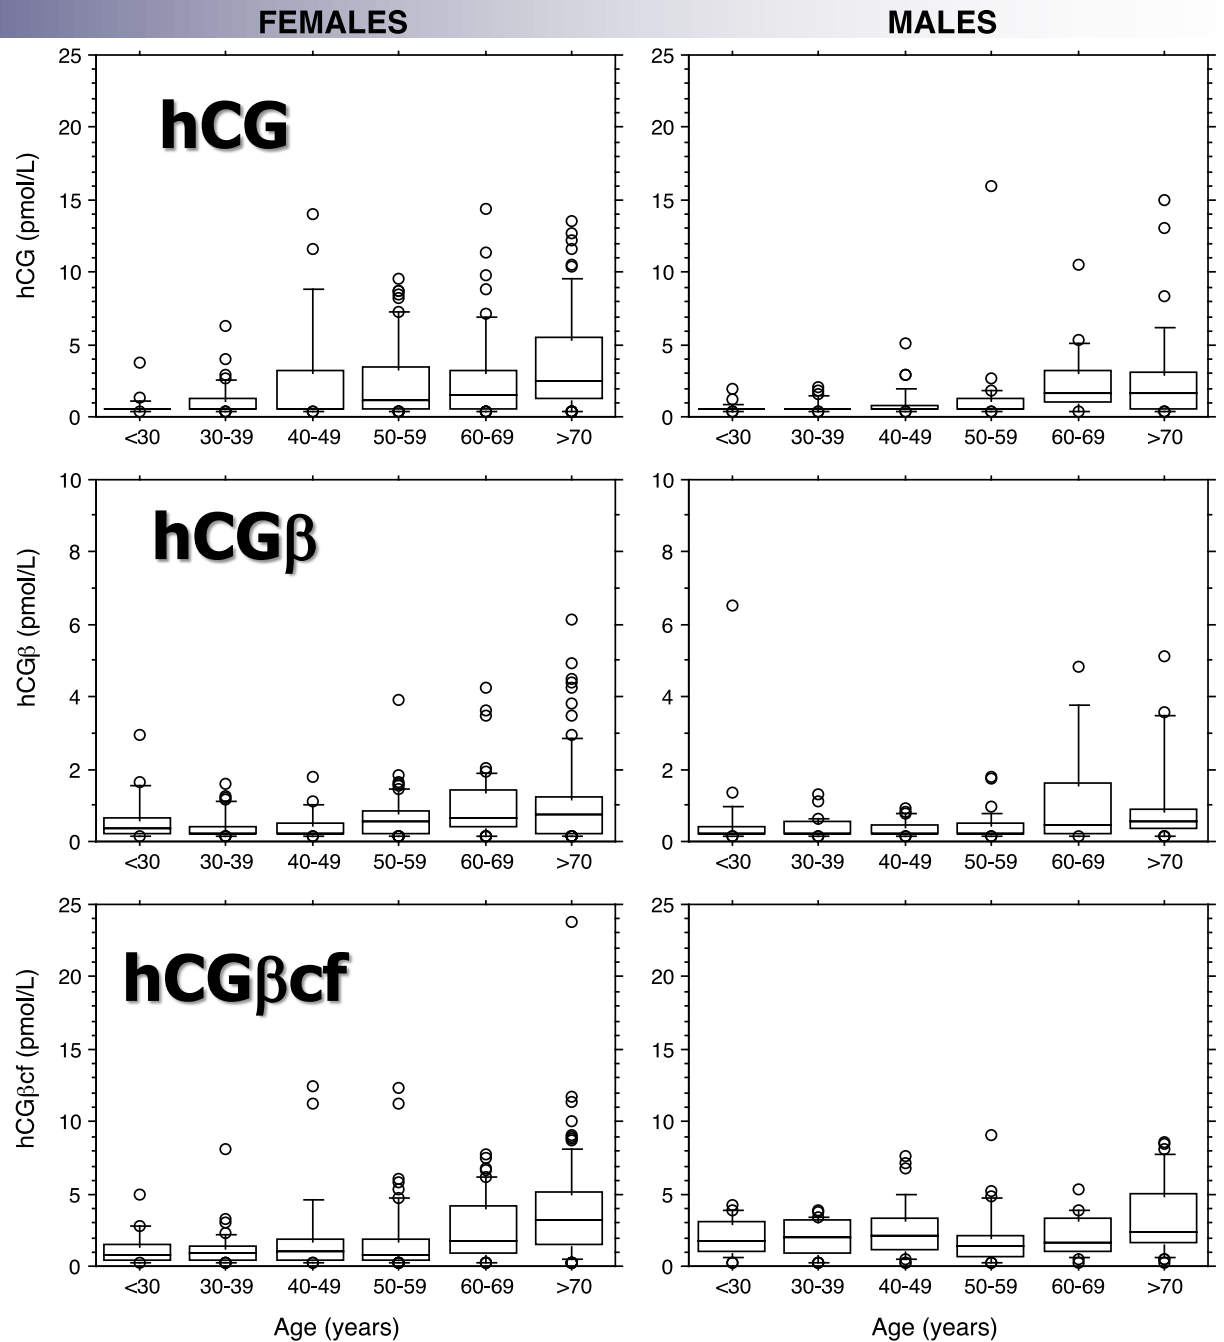 FEMALES MALES
hCG
hCG (pmol/L)
25 20 15 10 5 0
<30 30-39 40-49 50-59 60-69 >70
25 20 15 10 5 0
<30 30-39 40-49 50-59 60-69 >70
hCGβ
hCGβ (pmol/L)
10 8 6 4 2 0
<30 30-39 40-49 50-59 60-69 >70
10 8 6 4 2 0
<30 30-39 40-49 50-59 60-69 >70
hCGβcf
hCGβcf (pmol/L)
25 20 15 10 5 0
<30 30-39 40-49 50-59 60-69 >70
Age (years)
25 20 15 10 5 0
<30 30-39 40-49 50-59 60-69 >70
Age (years)